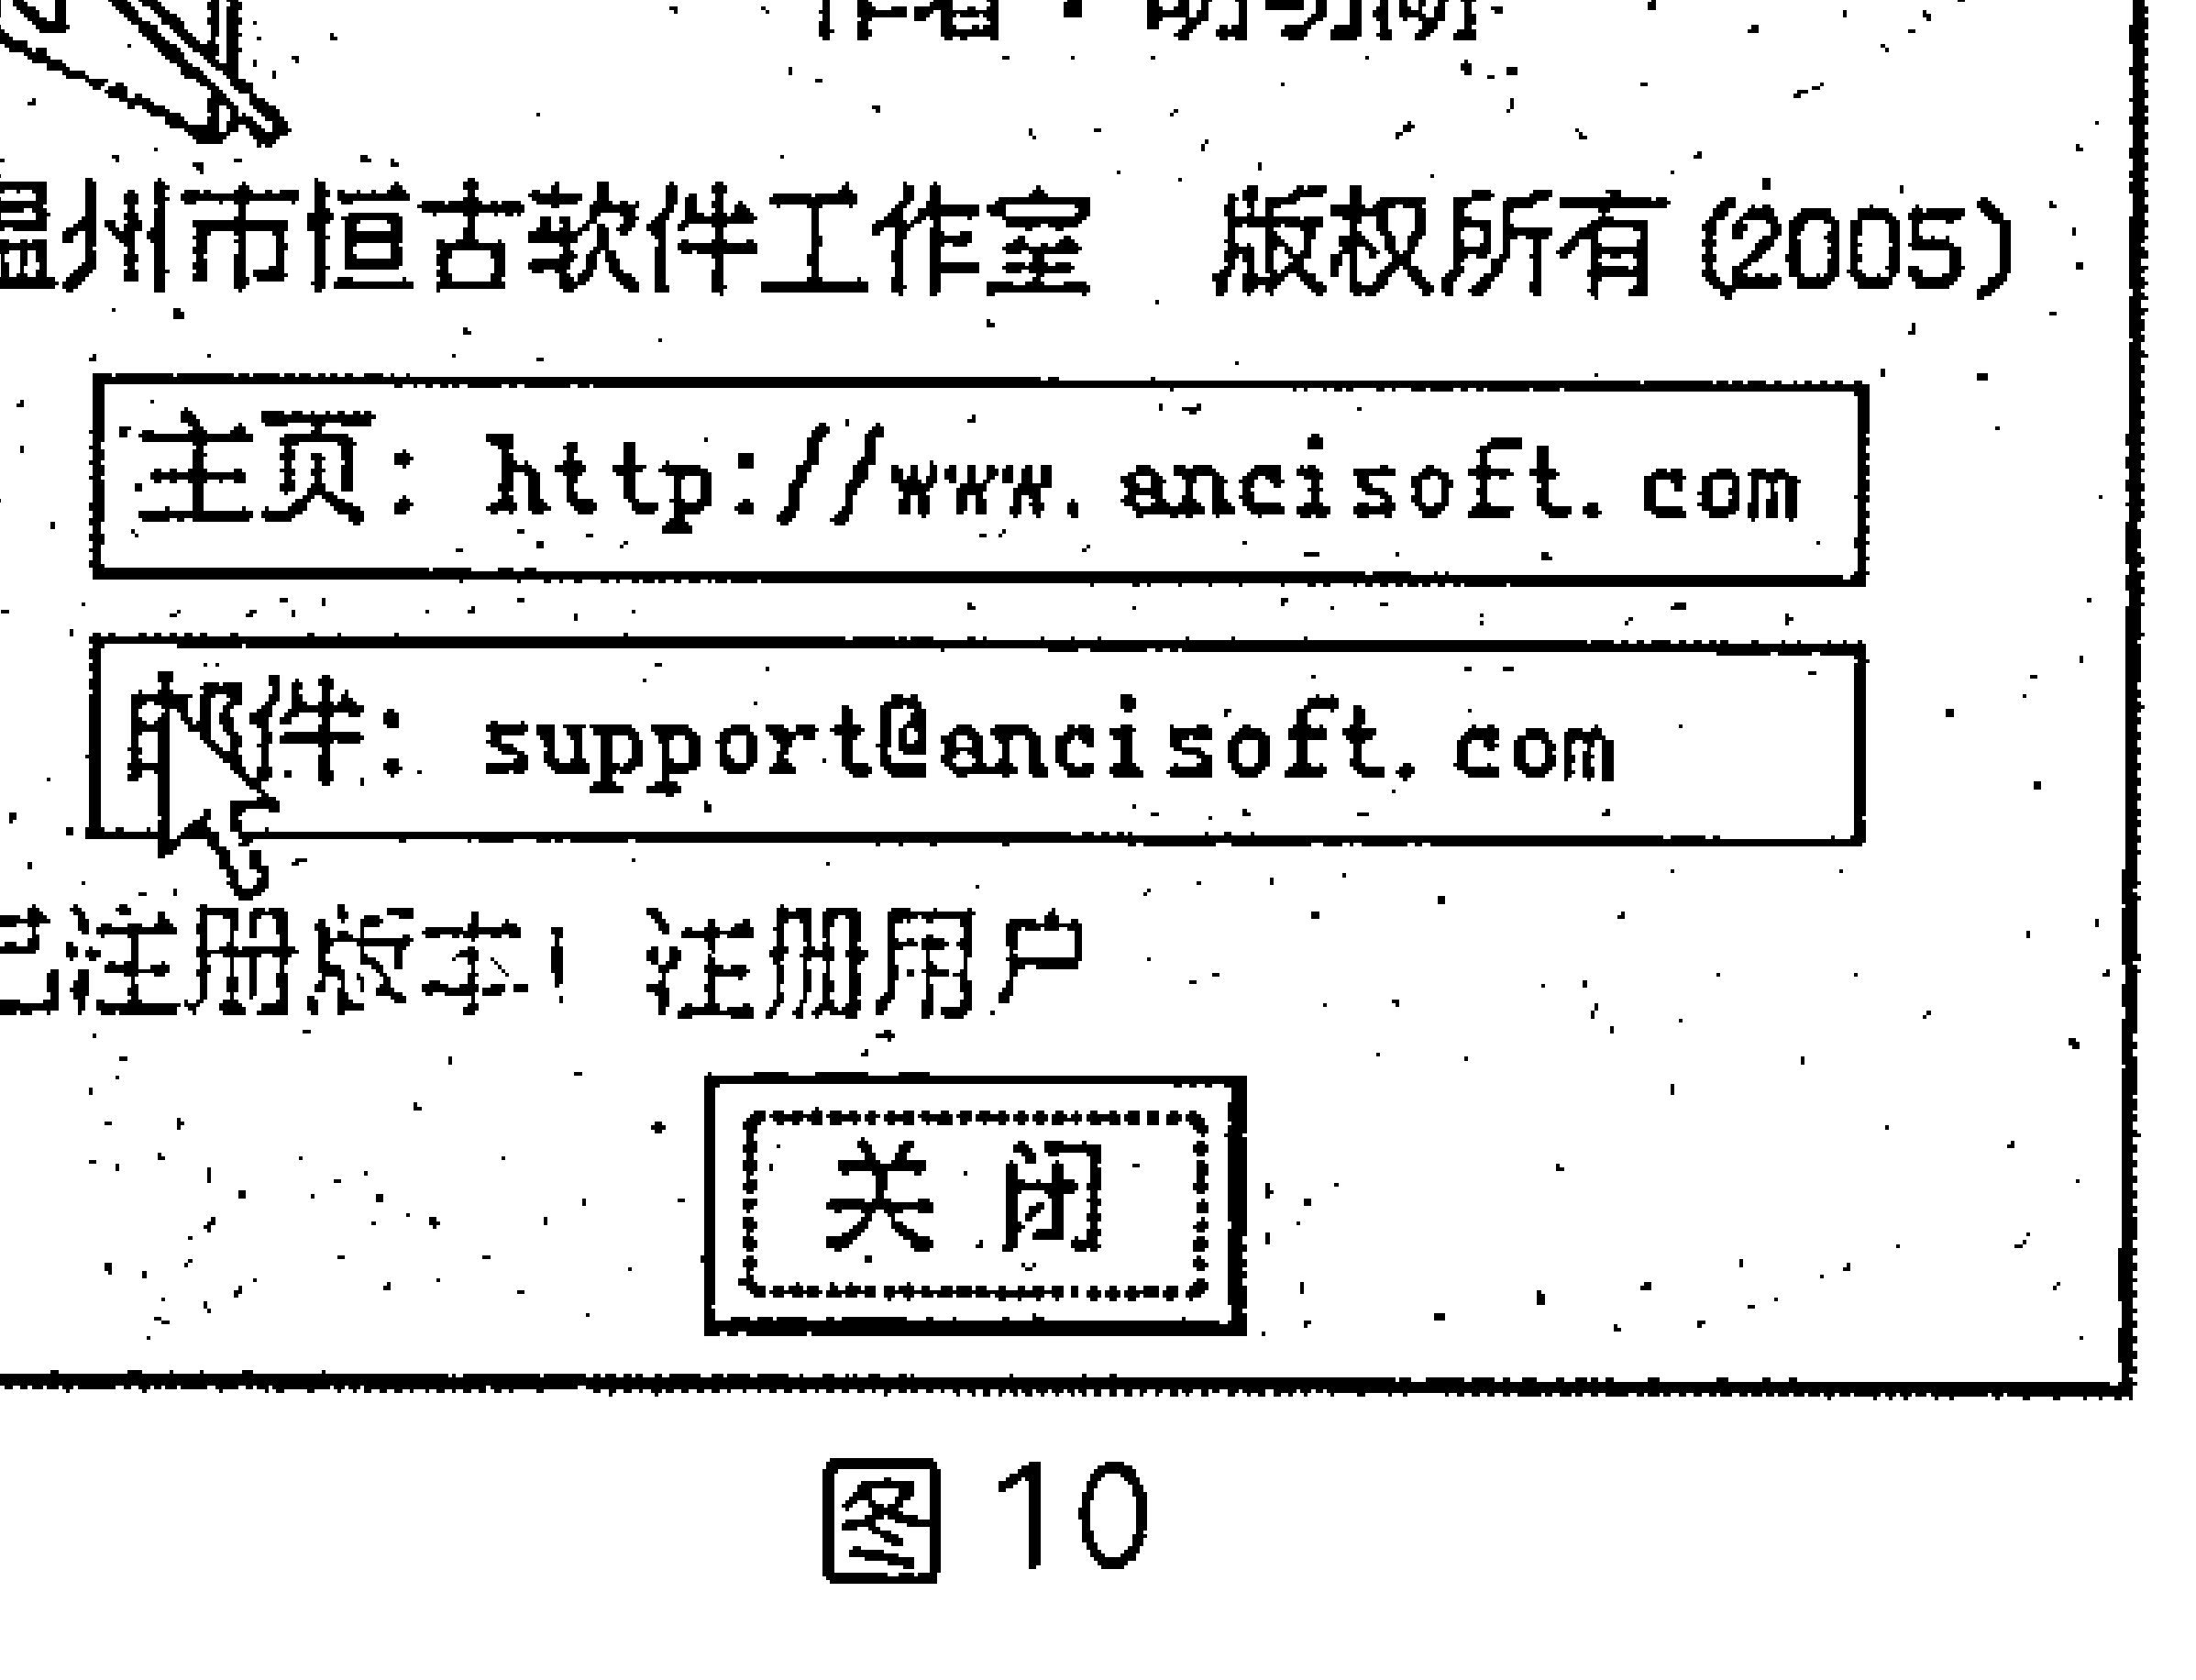 温州市恒古软件工作室　版权所有(2005)
主页: http://www.ancisoft.com
邮件: support@ancisoft.com
已注册版本! 注册用户
关 闭
图 10